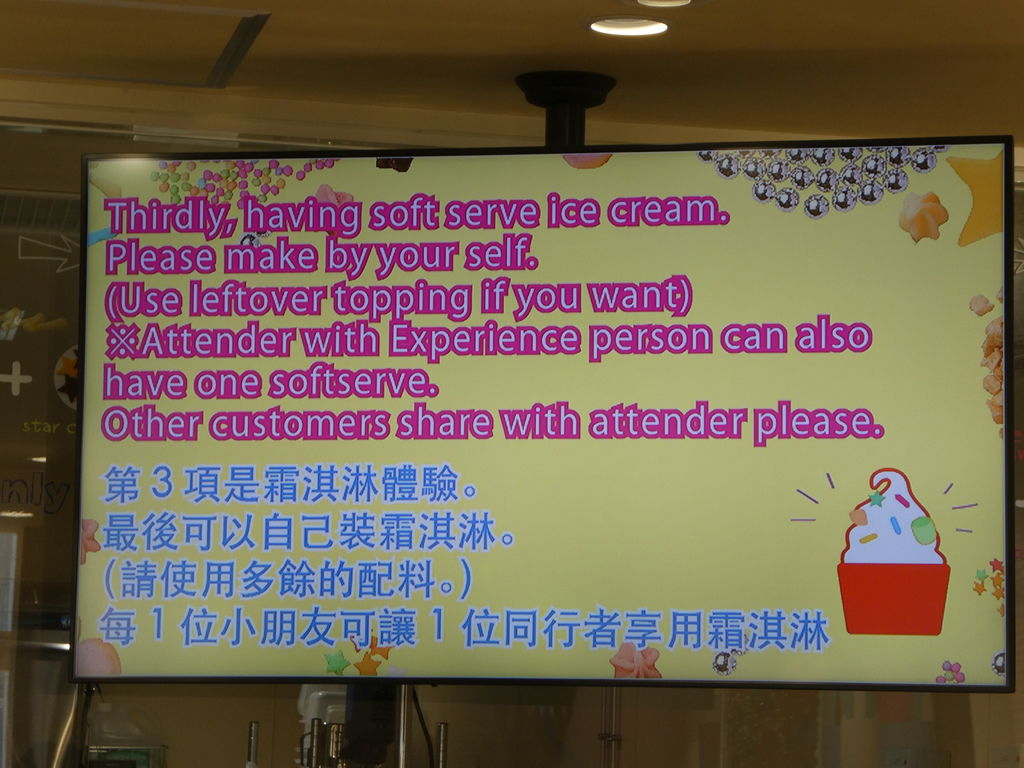 Thirdly, having soft serve ice cream.
Please make by your self.
(Use leftover topping if you want)
※Attender with Experience person can also
have one softserve.
Other customers share with attender please.
第3項是霜淇淋體驗。
最後可以自己裝霜淇淋。
(請使用多餘的配料。)
每1位小朋友可讓1位同行者享用霜淇淋
+
star
nly